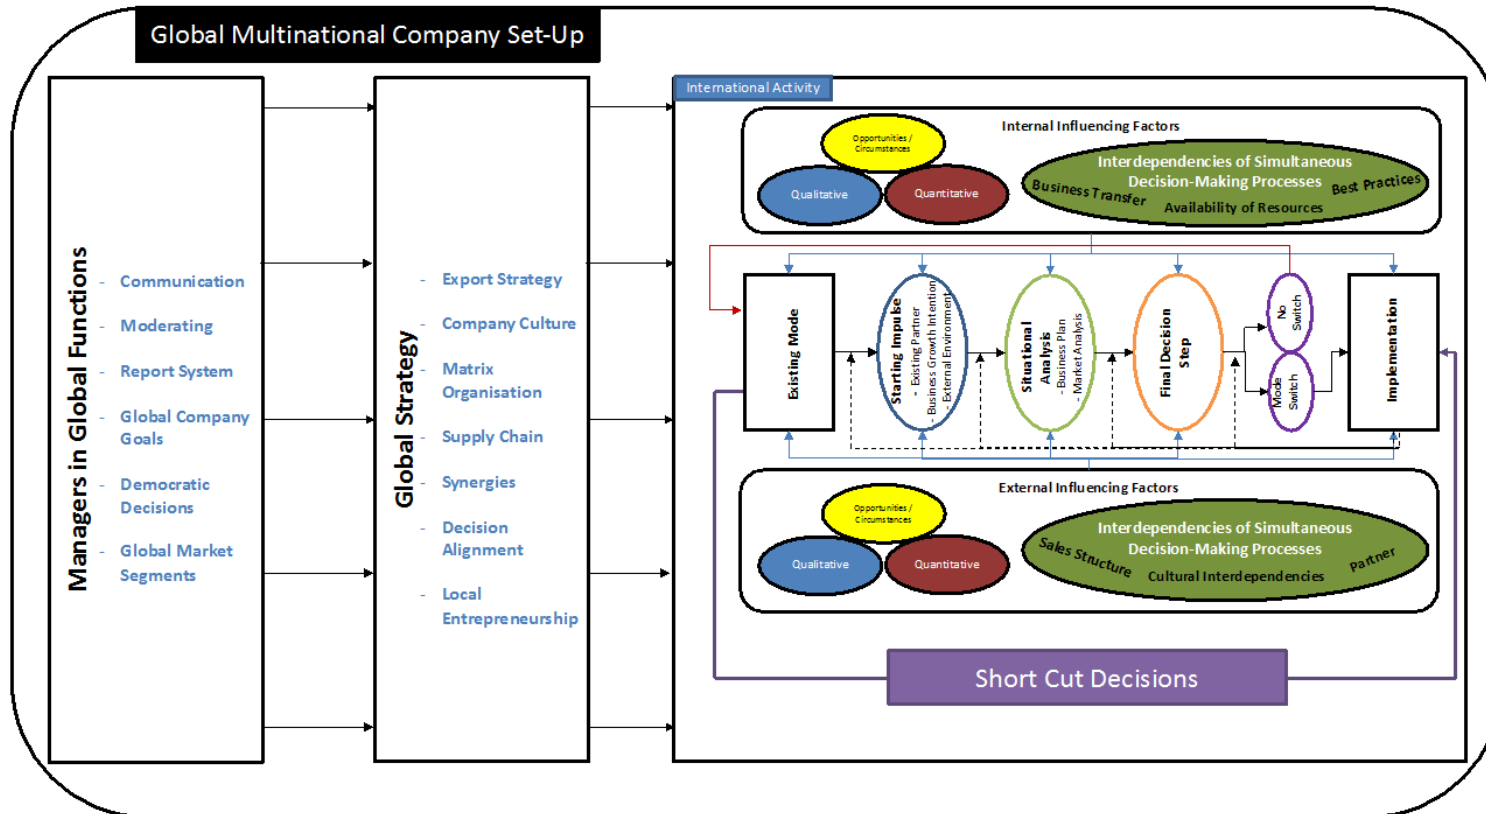 Global Multinational Company Set-Up
Managers in Global Functions
- Communication
- Moderating
- Report System
- Global Company
Goals
- Democratic
Decisions
- Global Market
Segments
Global Strategy
- Export Strategy
- Company Culture
- Matrix
Organisation
- Supply Chain
- Synergies
- Decision
Alignment
- Local
Entrepreneurship
International Activity
Internal Influencing Factors
Opportunities /
Circumstances
Qualitative
Quantitative
Interdependencies of Simultaneous
Decision-Making Processes
Business Transfer
Availability of Resources
Best Practices
Existing Mode
Starting Impulse
- Existing Partner
- Business Growth Intention
- External Environment
Situational
Analysis
- Business Plan
- Market Analysis
Final Decision
Step
No
Switch
Mode
Switch
Implementation
External Influencing Factors
Opportunities /
Circumstances
Qualitative
Quantitative
Interdependencies of Simultaneous
Decision-Making Processes
Sales Structure
Cultural Interdependencies
Partner
Short Cut Decisions